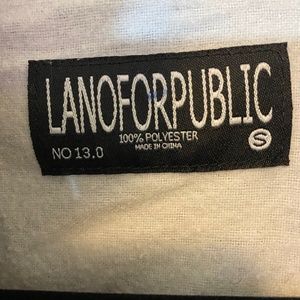 LANOFORPUBLIC
100% POLYESTER
MADE IN CHINA
NO 13.0
S